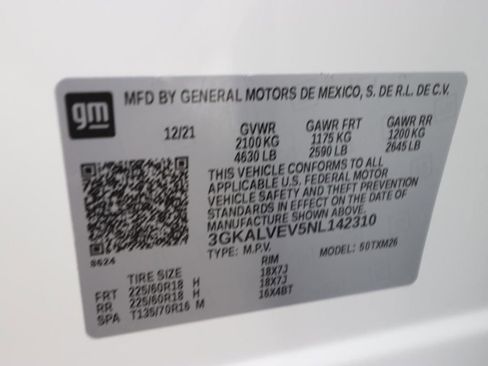 gm
MFD BY GENERAL MOTORS DE MEXICO, S. DE R.L. DE C.V.
12/21 GVWR GAWR FRT GAWR RR
2100 KG 1175 KG 1200 KG
4630 LB 2590 LB 2645 LB
THIS VEHICLE CONFORMS TO ALL
APPLICABLE U.S. FEDERAL MOTOR
VEHICLE SAFETY AND THEFT PREVENTION
STANDARDS IN EFFECT ON THE DATE OF
MANUFACTURE SHOWN ABOVE.
3GKALVEV5NL142310
TYPE: M.P.V. MODEL: 50TXM26
8624
TIRE SIZE RIM
FRT 225/60R18 H 18X7J
RR 225/60R18 H 18X7J
SPA T135/70R16 M 16X4BT